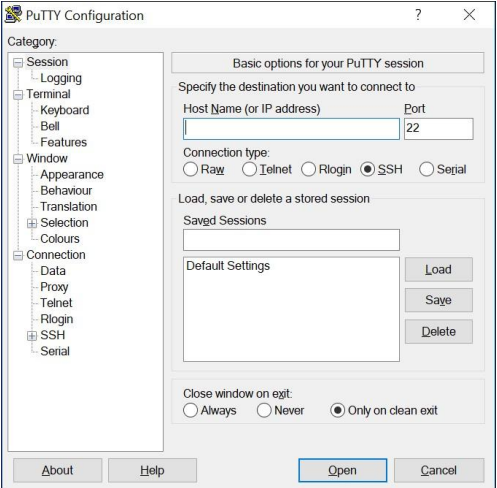 PuTTY Configuration
?
Category:
Session
Logging
Terminal
Keyboard
Bell
Features
Window
Appearance
Behaviour
Translation
Selection
Colours
Connection
Data
Proxy
Telnet
Rlogin
SSH
Serial
Basic options for your PuTTY session
Specify the destination you want to connect to
Host Name (or IP address) Port
22
Connection type:
Raw Telnet Rlogin SSH Serial
Load, save or delete a stored session
Saved Sessions
Default Settings
Load
Save
Delete
Close window on exit:
Always Never Only on clean exit
About Help Open Cancel